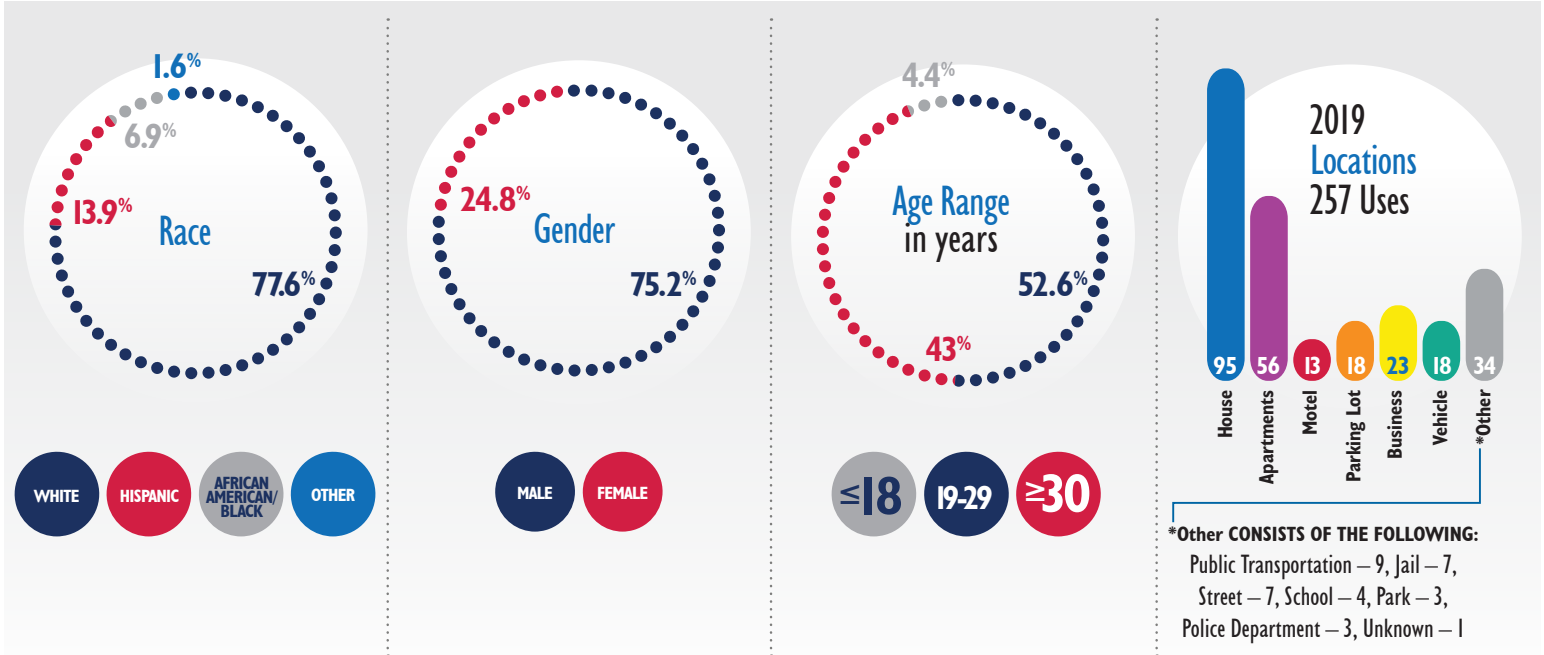 1.6%
6.9%
13.9%
Race
77.6%
WHITE
HISPANIC
AFRICAN
AMERICAN/
BLACK
OTHER
24.8%
Gender
75.2%
MALE
FEMALE
4.4%
Age Range
in years
52.6%
43%
≤18
19-29
≥30
2019
Locations
257 Uses
95
56
13
18
23
18
34
House
Apartments
Motel
Parking Lot
Business
Vehicle
*Other
*Other CONSISTS OF THE FOLLOWING:
Public Transportation – 9, Jail – 7,
Street – 7, School – 4, Park – 3,
Police Department – 3, Unknown – 1